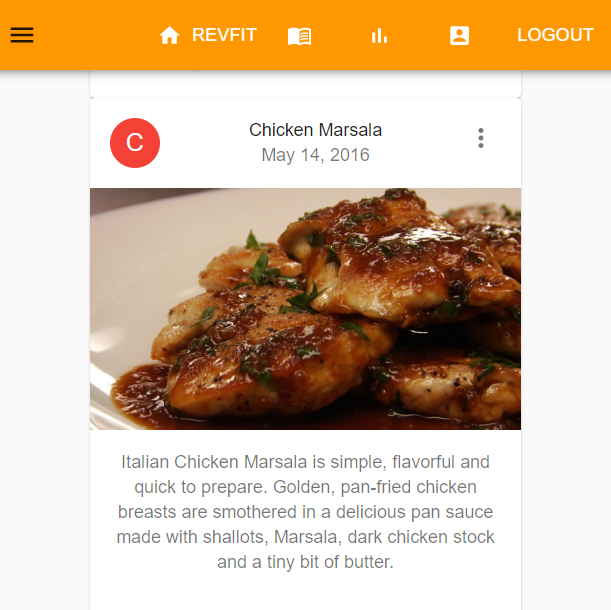 REVFIT LOGOUT
C
Chicken Marsala
May 14, 2016
Italian Chicken Marsala is simple, flavorful and
quick to prepare. Golden, pan-fried chicken
breasts are smothered in a delicious pan sauce
made with shallots, Marsala, dark chicken stock
and a tiny bit of butter.